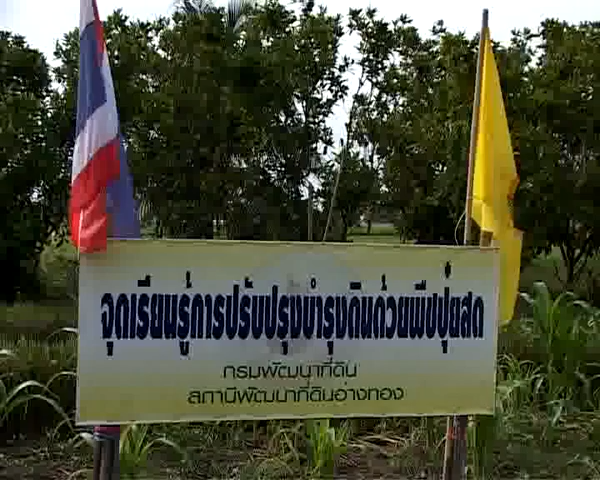 จุดเรียนรู้การปรับปรุงบำรุงดินด้วยพืชปุ๋ยสด
กรมพัฒนาที่ดิน
สถานีพัฒนาที่ดินอ่างทอง